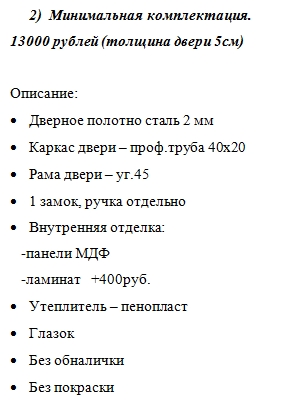 2) Минимальная комплектация.
13000 рублей (толщина двери 5см)
Описание:
• Дверное полотно сталь 2 мм
• Каркас двери – проф.труба 40х20
• Рама двери – уг.45
• 1 замок, ручка отдельно
• Внутренняя отделка:
-панели МДФ
-ламинат +400руб.
• Утеплитель – пенопласт
• Глазок
• Без обналички
• Без покраски